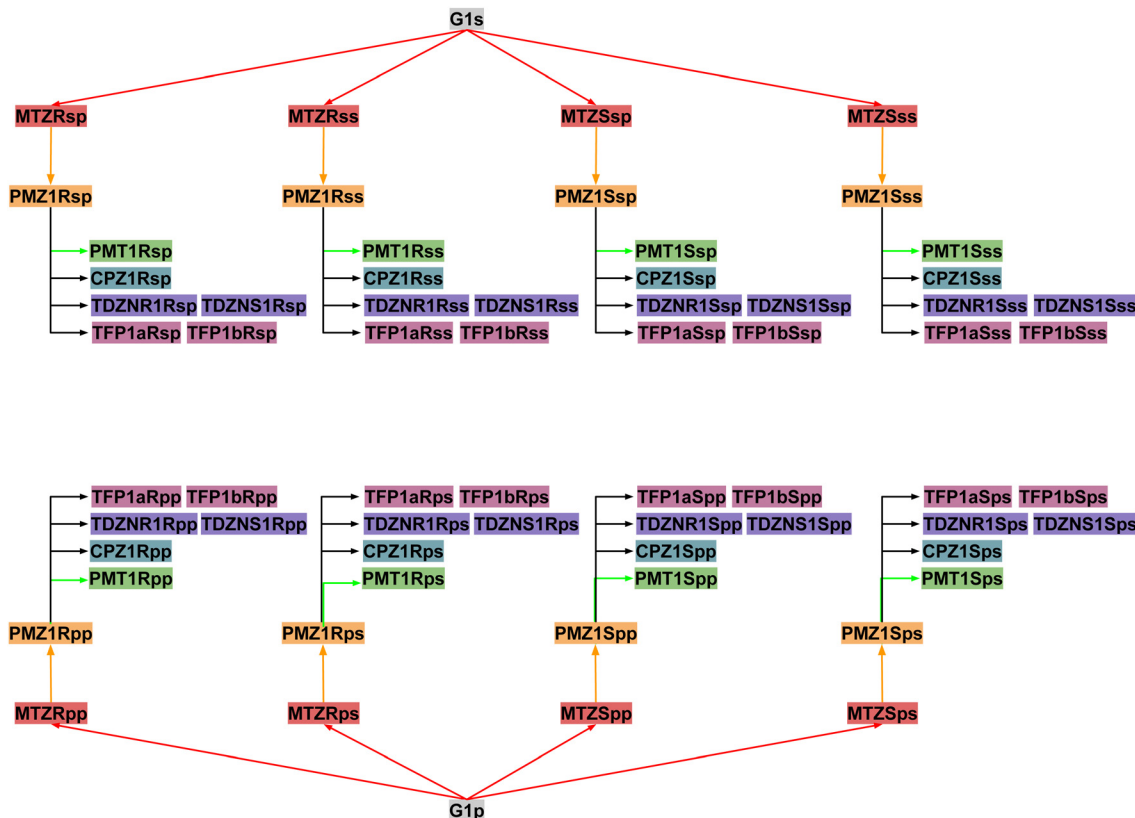 G1s
MTZRsp MTZRss MTZSsp MTZSss
PMZ1Rsp PMZ1Rss PMZ1Ssp PMZ1Sss
PMT1Rsp PMT1Rss PMT1Ssp PMT1Sss
CPZ1Rsp CPZ1Rss CPZ1Ssp CPZ1Sss
TDZNR1Rsp TDZNS1Rsp TDZNR1Rss TDZNS1Rss TDZNR1Ssp TDZNS1Ssp TDZNR1Sss TDZNS1Sss
TFP1aRsp TFP1bRsp TFP1aRss TFP1bRss TFP1aSsp TFP1bSsp TFP1aSss TFP1bSss
TFP1aRpp TFP1bRpp TFP1aRps TFP1bRps TFP1aSpp TFP1bSpp TFP1aSps TFP1bSps
TDZNR1Rpp TDZNS1Rpp TDZNR1Rps TDZNS1Rps TDZNR1Spp TDZNS1Spp TDZNR1Sps TDZNS1Sps
CPZ1Rpp CPZ1Rps CPZ1Spp CPZ1Sps
PMT1Rpp PMT1Rps PMT1Spp PMT1Sps
PMZ1Rpp PMZ1Rps PMZ1Spp PMZ1Sps
MTZRpp MTZRps MTZSpp MTZSps
G1p